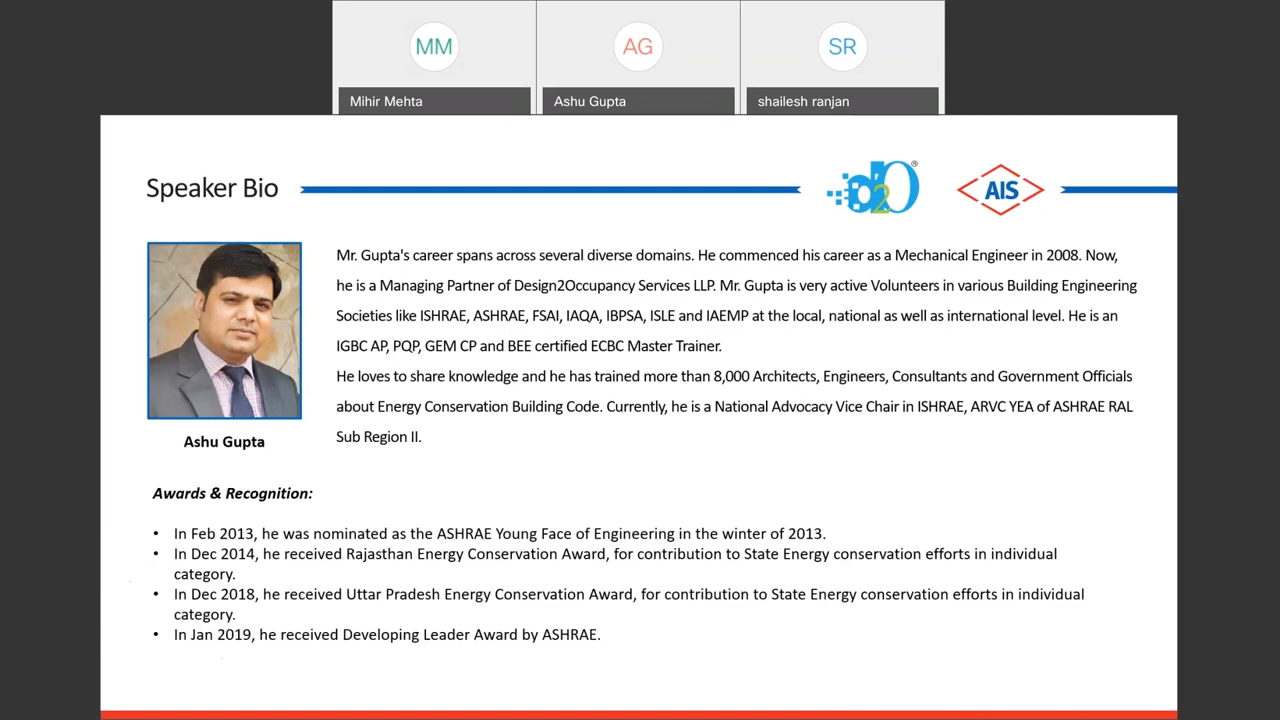 MM
AG
SR
Mihir Mehta
Ashu Gupta
shailesh ranjan
Speaker Bio
d2O®
AIS
Mr. Gupta's career spans across several diverse domains. He commenced his career as a Mechanical Engineer in 2008. Now,
he is a Managing Partner of Design2Occupancy Services LLP. Mr. Gupta is very active Volunteers in various Building Engineering
Societies like ISHRAE, ASHRAE, FSAI, IAQA, IBPSA, ISLE and IAEMP at the local, national as well as international level. He is an
IGBC AP, PQP, GEM CP and BEE certified ECBC Master Trainer.
He loves to share knowledge and he has trained more than 8,000 Architects, Engineers, Consultants and Government Officials
about Energy Conservation Building Code. Currently, he is a National Advocacy Vice Chair in ISHRAE, ARVC YEA of ASHRAE RAL
Sub Region II.
Ashu Gupta
Awards & Recognition:
• In Feb 2013, he was nominated as the ASHRAE Young Face of Engineering in the winter of 2013.
• In Dec 2014, he received Rajasthan Energy Conservation Award, for contribution to State Energy conservation efforts in individual
category.
• In Dec 2018, he received Uttar Pradesh Energy Conservation Award, for contribution to State Energy conservation efforts in individual
category.
• In Jan 2019, he received Developing Leader Award by ASHRAE.